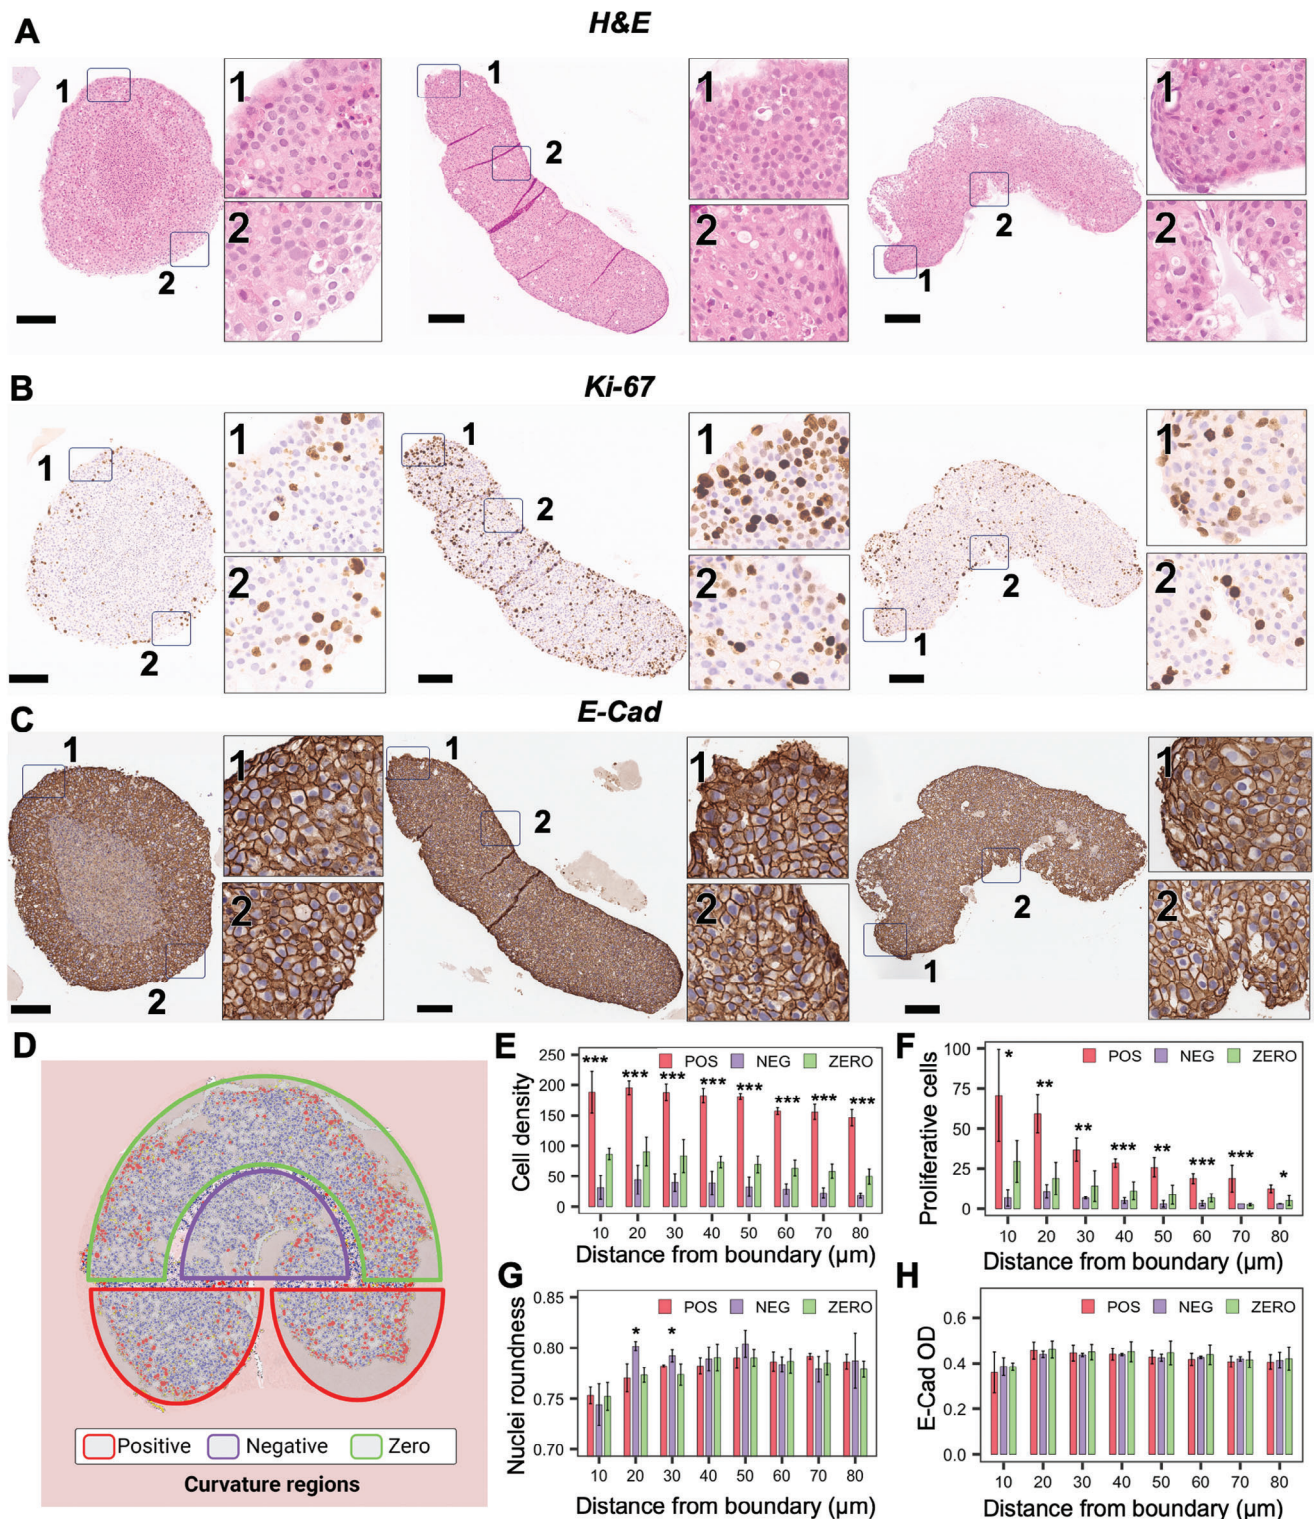 A
H&E
1
2
1
2
1
2
1
2
1
2
1
2
B
Ki-67
1
2
1
2
1
2
1
2
1
2
1
2
C
E-Cad
1
2
1
2
1
2
1
2
1
2
1
2
D
Positive Negative Zero
Curvature regions
E
POS NEG ZERO
Cell density
250
200
150
100
50
0
*** *** *** *** *** *** *** ***
10 20 30 40 50 60 70 80
Distance from boundary (µm)
F
POS NEG ZERO
Proliferative cells
100
75
50
25
0
* ** ** *** ** *** *** *
10 20 30 40 50 60 70 80
Distance from boundary (µm)
G
POS NEG ZERO
Nuclei roundness
0.85
0.80
0.75
0.70
* *
10 20 30 40 50 60 70 80
Distance from boundary (µm)
H
POS NEG ZERO
E-Cad OD
0.6
0.4
0.2
0.0
10 20 30 40 50 60 70 80
Distance from boundary (µm)